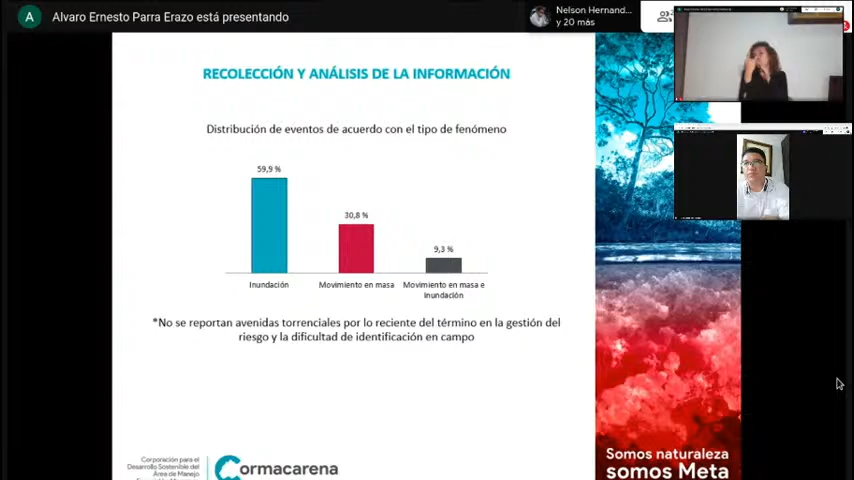 A
Alvaro Ernesto Parra Erazo está presentando
Nelson Hernand...
y 20 más
RECOLECCIÓN Y ANÁLISIS DE LA INFORMACIÓN
Distribución de eventos de acuerdo con el tipo de fenómeno
59,9 %
30,8 %
9,3 %
Inundación
Movimiento en masa
Movimiento en masa e
inundación
*No se reportan avenidas torrenciales por lo reciente del término en la gestión del
riesgo y la dificultad de identificación en campo
Corporación para el
Desarrollo Sostenible del
Área de Manejo
Cormacarena
Somos naturaleza
somos Meta